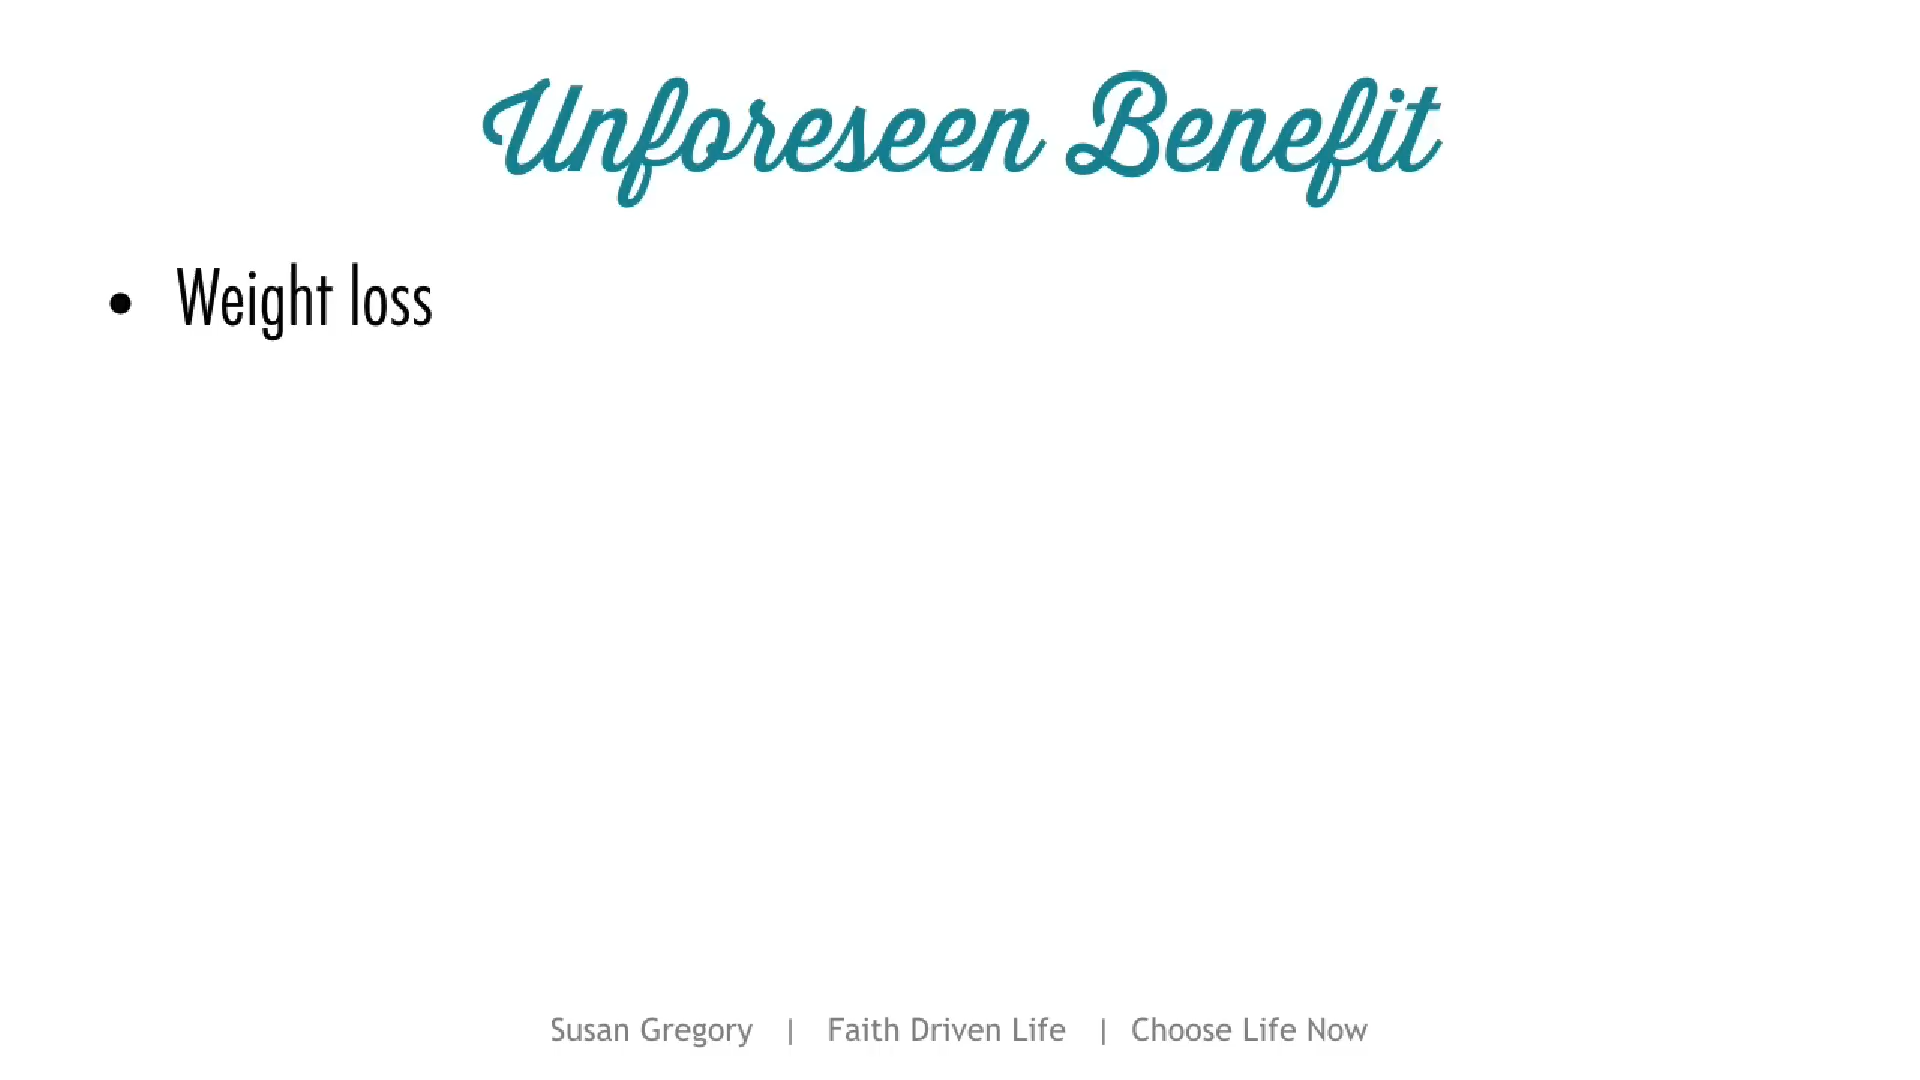 Unforeseen Benefit
• Weight loss
Susan Gregory | Faith Driven Life | Choose Life Now